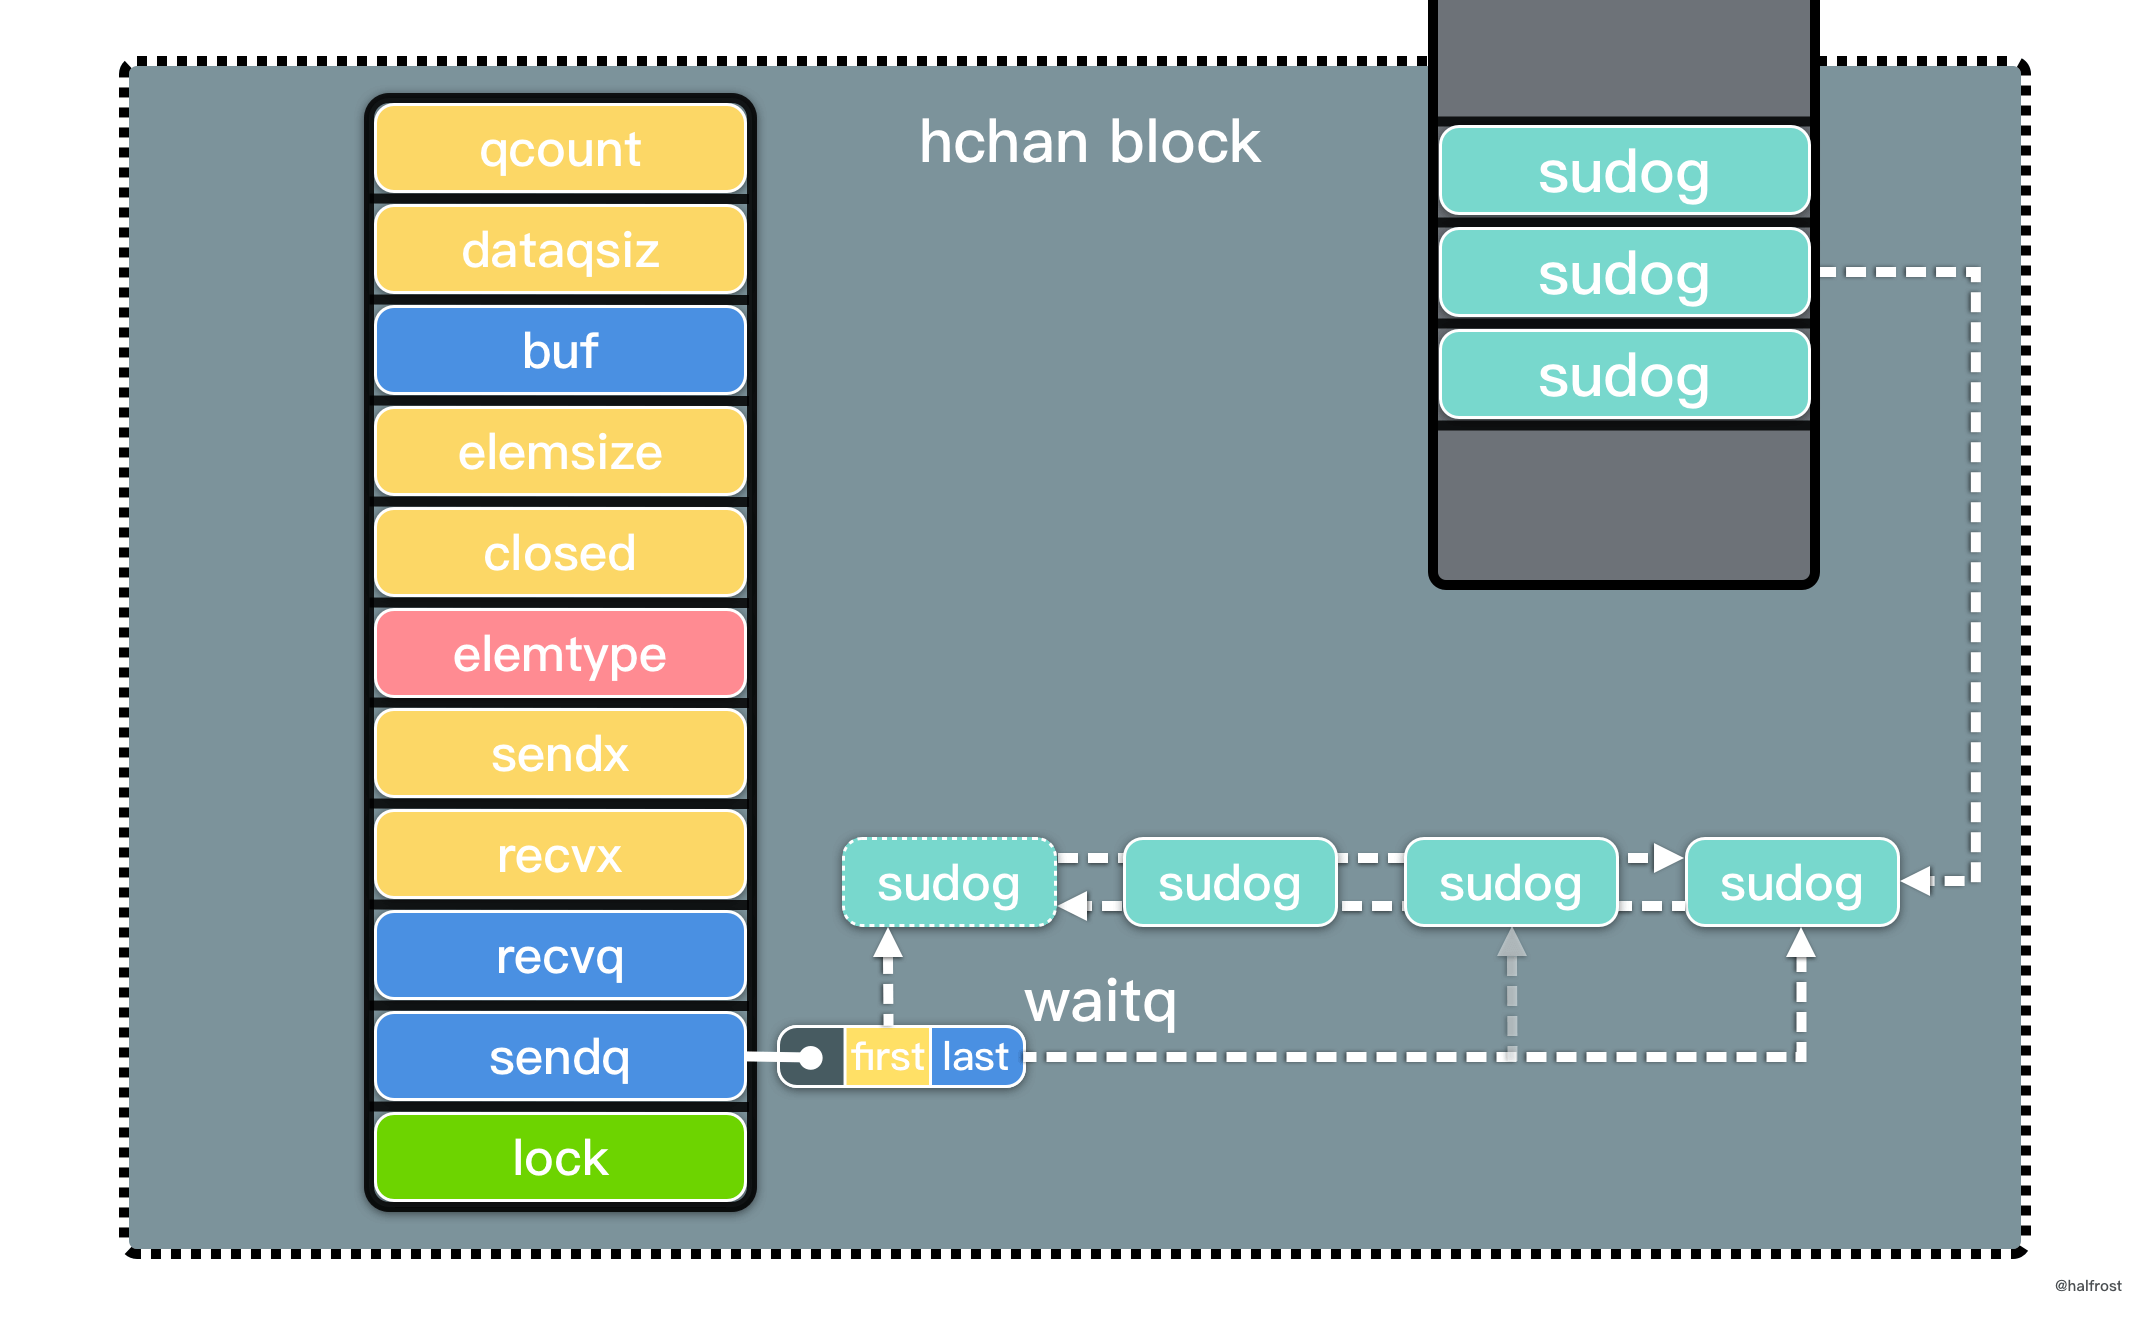 hchan block
qcount
dataqsiz
buf
elemsize
closed
elemtype
sendx
recvx
recvq
sendq
lock
sudog
sudog
sudog
sudog
sudog
sudog
sudog
waitq
first
last
@halfrost